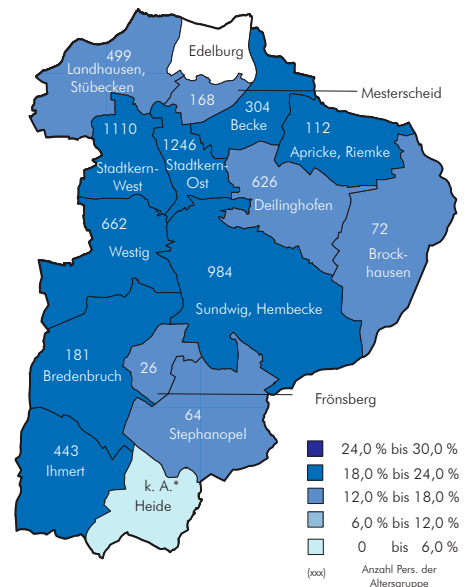 499
Landhausen,
Stübecken
Edelburg
168
Mesterscheid
304
Becke
112
Apricke, Riemke
1110
Stadtkern-
West
1246
Stadtkern-
Ost
626
Deilinghofen
72
Brock-
hausen
662
Westig
984
Sundwig, Hembecke
181
Bredenbruch
26
Frönsberg
64
Stephanopel
443
Ihmert
k. A.*
Heide
24,0 % bis 30,0 %
18,0 % bis 24,0 %
12,0 % bis 18,0 %
6,0 % bis 12,0 %
0 bis 6,0 %
(xxx) Anzahl Pers. der
Altersgruppe